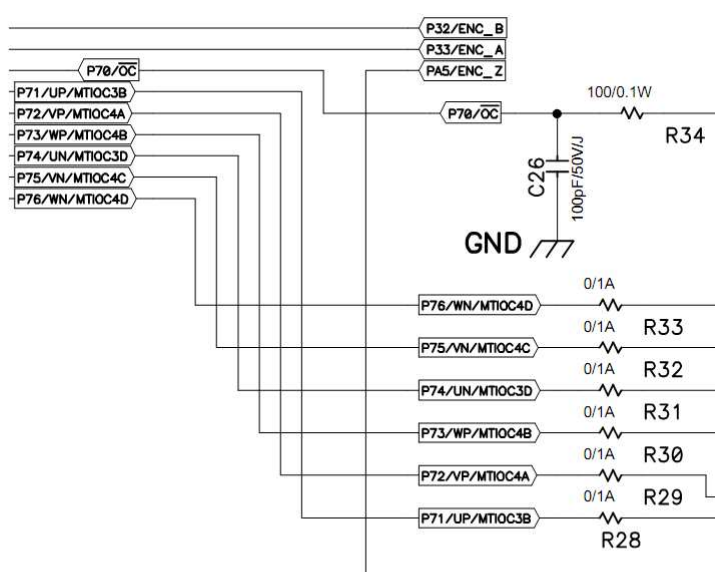 P32/ENC_B
P33/ENC_A
P70/OC
PA5/ENC_Z
P71/UP/MTIOC3B
100/0.1W
P72/VP/MTIOC4A
P70/OC
P73/WP/MTIOC4B
R34
P74/UN/MTIOC3D
P75/VN/MTIOC4C
C26
100pF/50V/J
P76/WN/MTIOC4D
GND
0/1A
P76/WN/MTIOC4D
R33
0/1A
P75/VN/MTIOC4C
R32
0/1A
P74/UN/MTIOC3D
R31
0/1A
P73/WP/MTIOC4B
R30
0/1A
P72/VP/MTIOC4A
R29
0/1A
P71/UP/MTIOC3B
R28